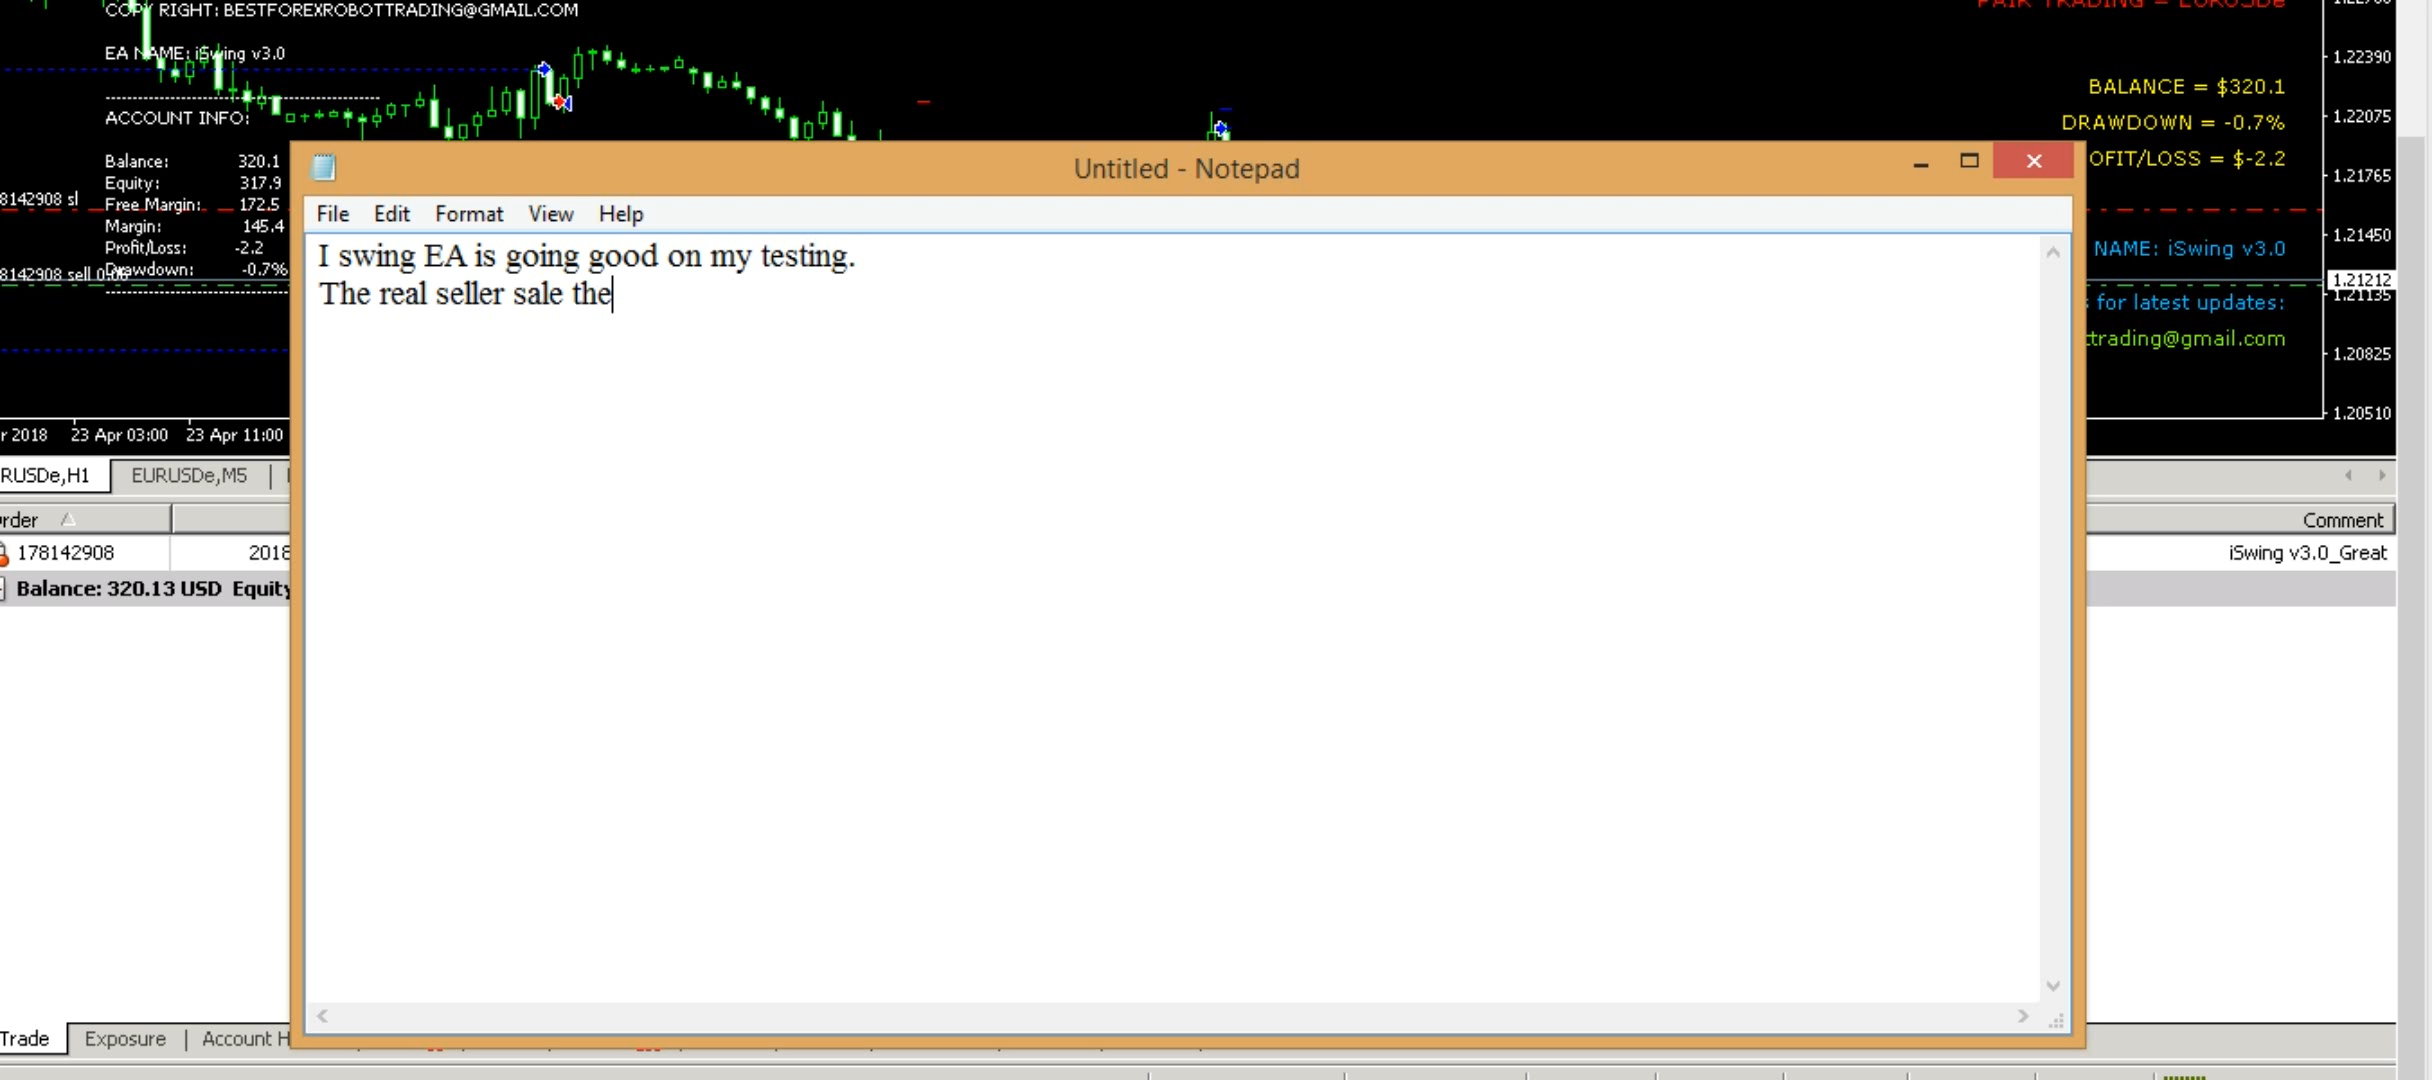 COPY RIGHT: BESTFOREXROBOTTRADING@GMAIL.COM
EA NAME: iSwing v3.0
ACCOUNT INFO:
Balance: 320.1
Equity: 317.9
Free Margin: 172.5
Margin: 145.4
Profit/Loss: -2.2
Drawdown: -0.7%
8142908 sl
8142908 sell 0.06
PAIR TRADING = EURUSDe
BALANCE = $320.1
DRAWDOWN = -0.7%
OFIT/LOSS = $-2.2
NAME: iSwing v3.0
for latest updates:
trading@gmail.com
1.22390
1.22075
1.21765
1.21450
1.21212
1.21135
1.20825
1.20510
Untitled - Notepad
File Edit Format View Help
I swing EA is going good on my testing.
The real seller sale the
r 2018 23 Apr 03:00 23 Apr 11:00
RUSDe,H1 EURUSDe,M5
rder Comment
178142908 2018 iSwing v3.0_Great
Balance: 320.13 USD Equity
Trade Exposure Account H